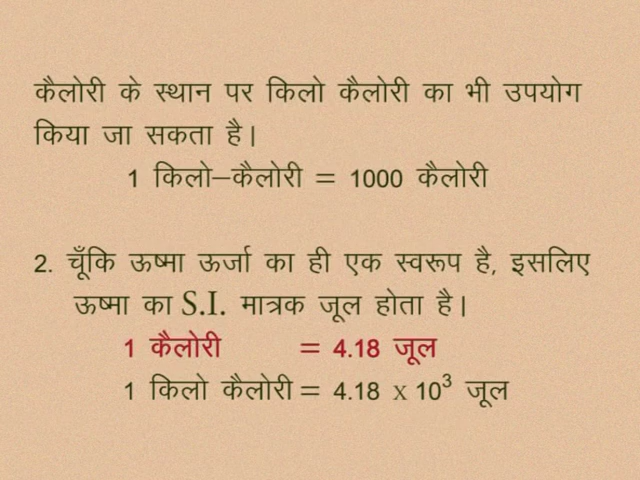 कैलोरी के स्थान पर किलो कैलोरी का भी उपयोग
किया जा सकता है।
1 किलो–कैलोरी = 1000 कैलोरी
2. चूँकि ऊष्मा ऊर्जा का ही एक स्वरूप है, इसलिए
ऊष्मा का S.I. मात्रक जूल होता है।
1 कैलोरी = 4.18 जूल
1 किलो कैलोरी = 4.18 x 10³ जूल